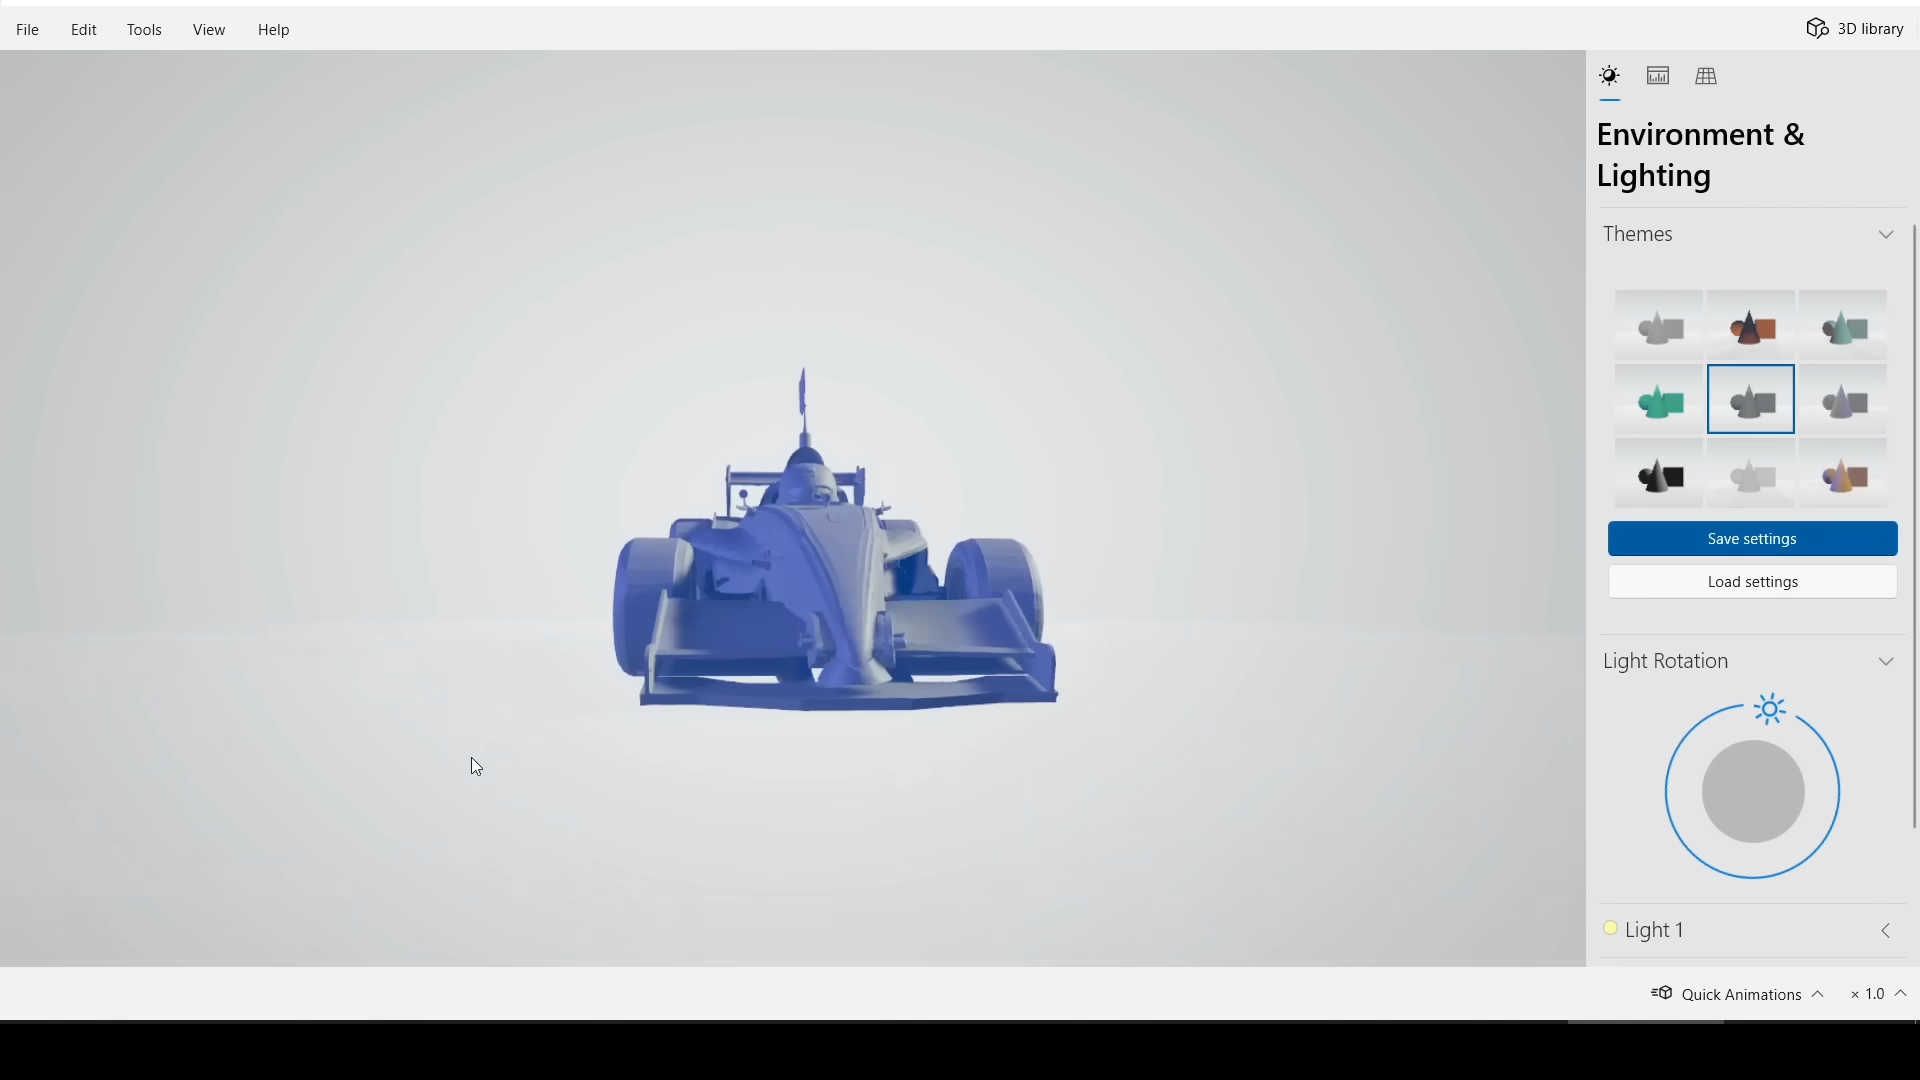 File Edit Tools View Help 3D library
Environment &
Lighting
Themes
Save settings
Load settings
Light Rotation
Light 1
Quick Animations × 1.0